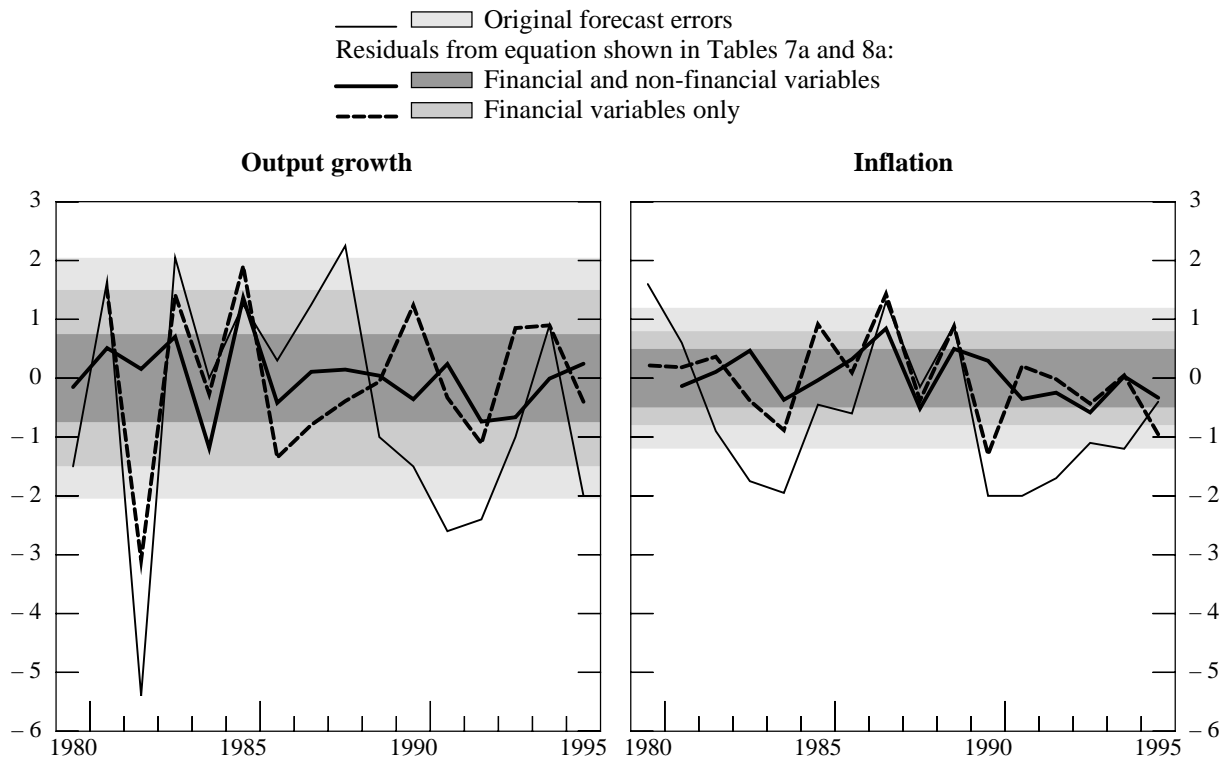 Original forecast errors
Residuals from equation shown in Tables 7a and 8a:
Financial and non-financial variables
Financial variables only
Output growth
Inflation
3
3
2
2
1
1
0
0
– 1
– 1
– 2
– 2
– 3
– 3
– 4
– 4
– 5
– 5
– 6
– 6
1980 1985 1990 1995
1980 1985 1990 1995